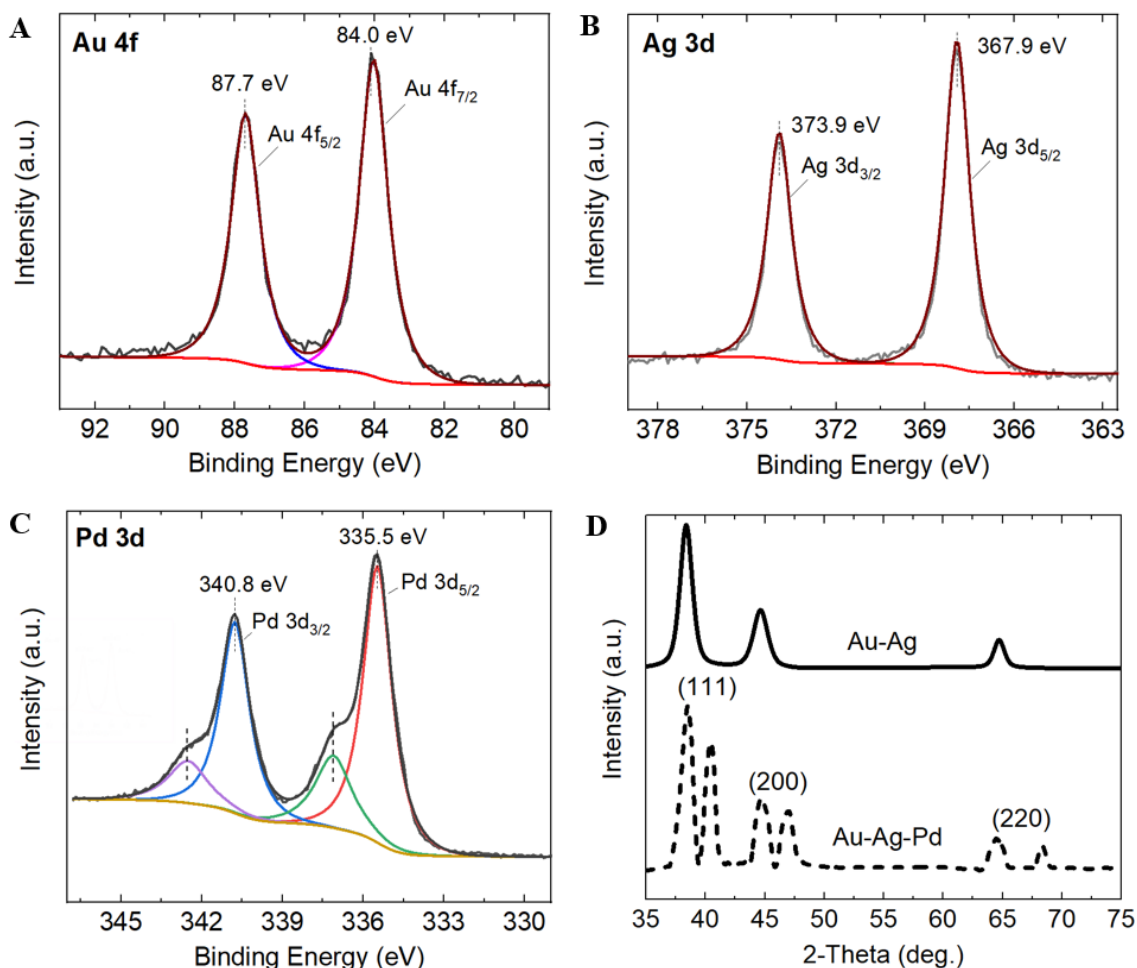 A
Au 4f
84.0 eV
87.7 eV
Au 4f7/2
Au 4f5/2
Intensity (a.u.)
92 90 88 86 84 82 80
Binding Energy (eV)
B
Ag 3d
367.9 eV
373.9 eV
Ag 3d5/2
Ag 3d3/2
Intensity (a.u.)
378 375 372 369 366 363
Binding Energy (eV)
C
Pd 3d
335.5 eV
340.8 eV
Pd 3d5/2
Pd 3d3/2
Intensity (a.u.)
345 342 339 336 333 330
Binding Energy (eV)
D
Au-Ag
(111)
(200)
(220)
Au-Ag-Pd
Intensity (a.u.)
35 40 45 50 55 60 65 70 75
2-Theta (deg.)